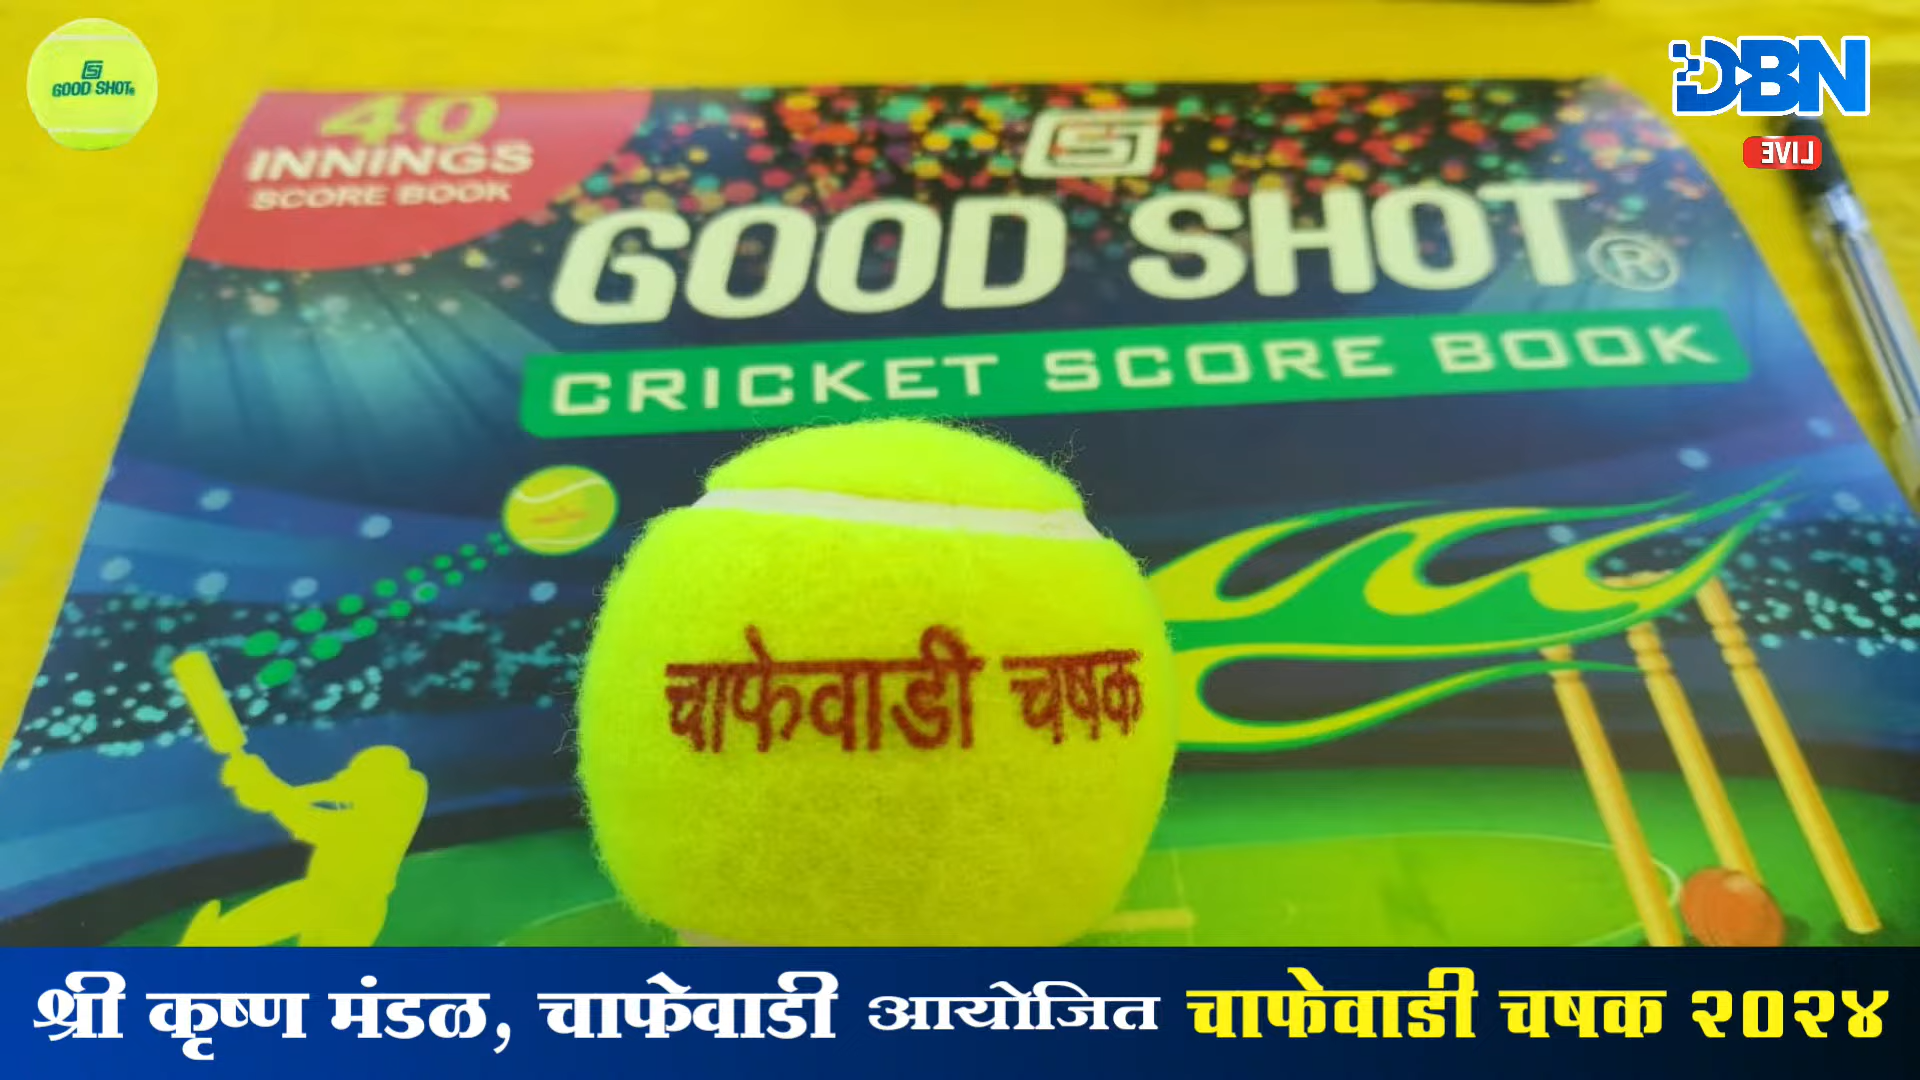 GOOD SHOT®
DBN
LIVE
40
INNINGS
SCORE BOOK
GOOD SHOT®
CRICKET SCORE BOOK
चाफेवाडी चषक
श्री कृष्ण मंडळ, चाफेवाडी आयोजित चाफेवाडी चषक २०२४